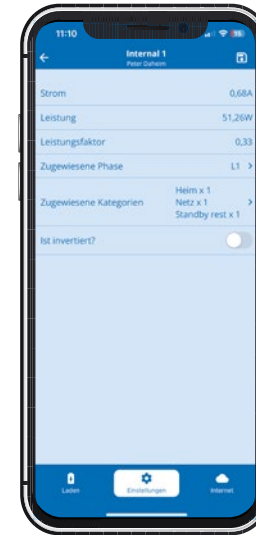 11:10
35
Internal 1
Peter Daheim
Strom 0,68A
Leistung 51,26W
Leistungsfaktor 0,33
Zugewiesene Phase L1 >
Heim x 1
Zugewiesene Kategorien Netz x 1 >
Standby rest x 1
Ist invertiert?
Laden Einstellungen Internet